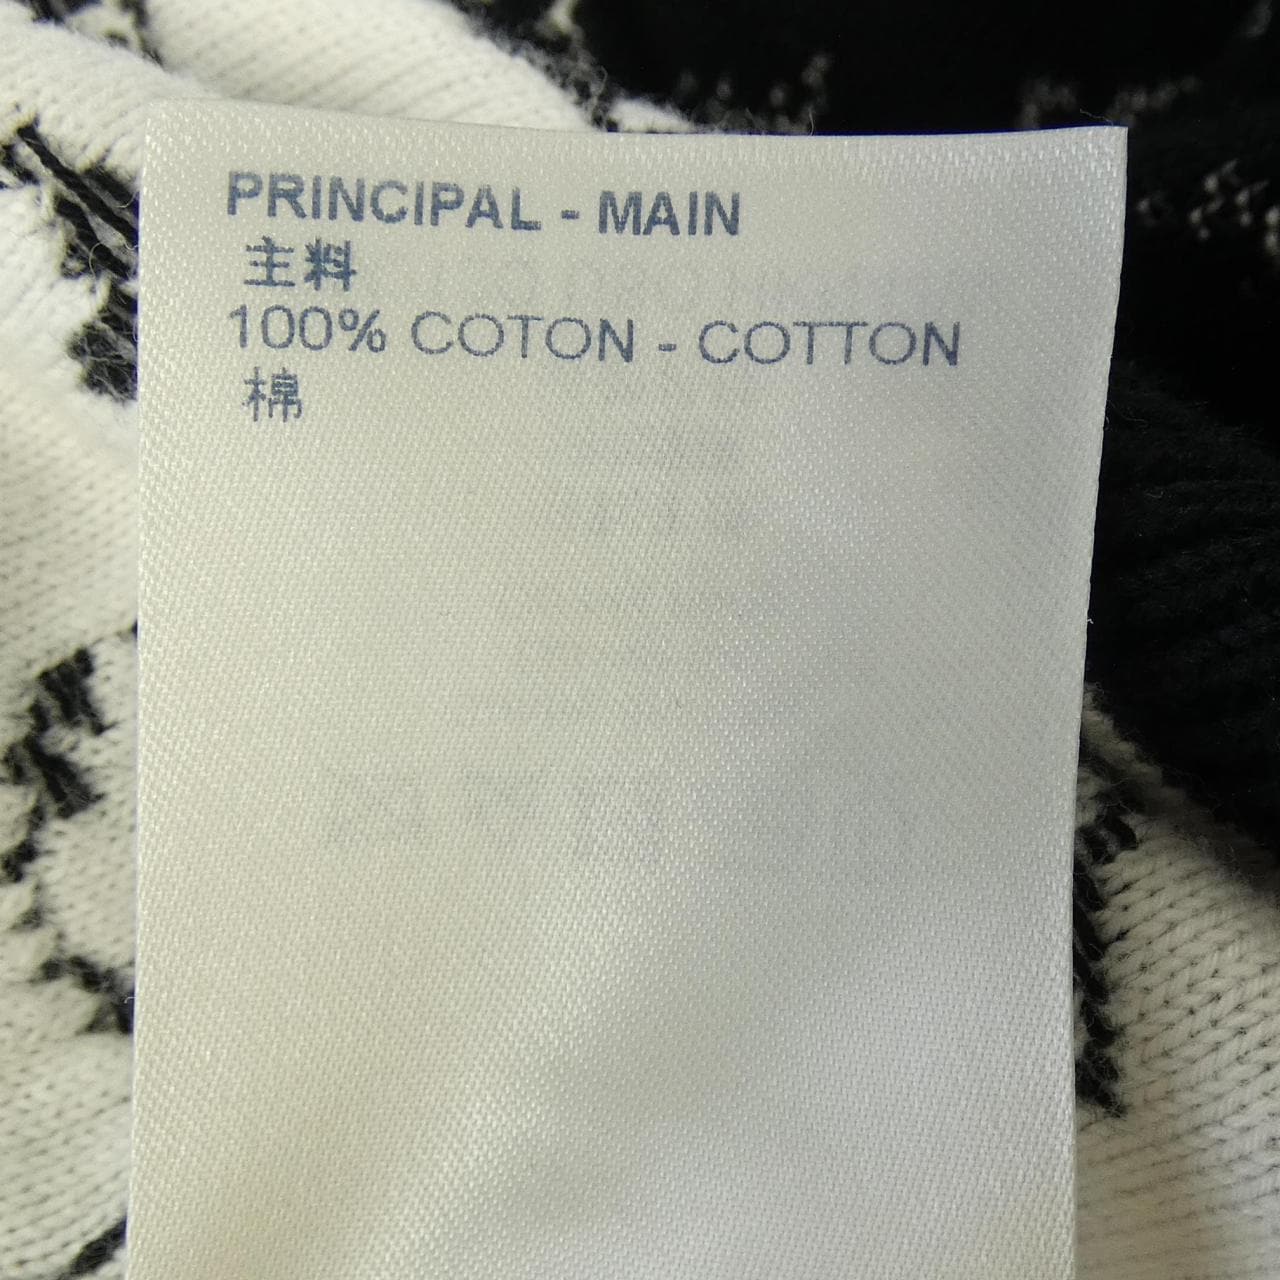 PRINCIPAL - MAIN
主料
100% COTON - COTTON
棉